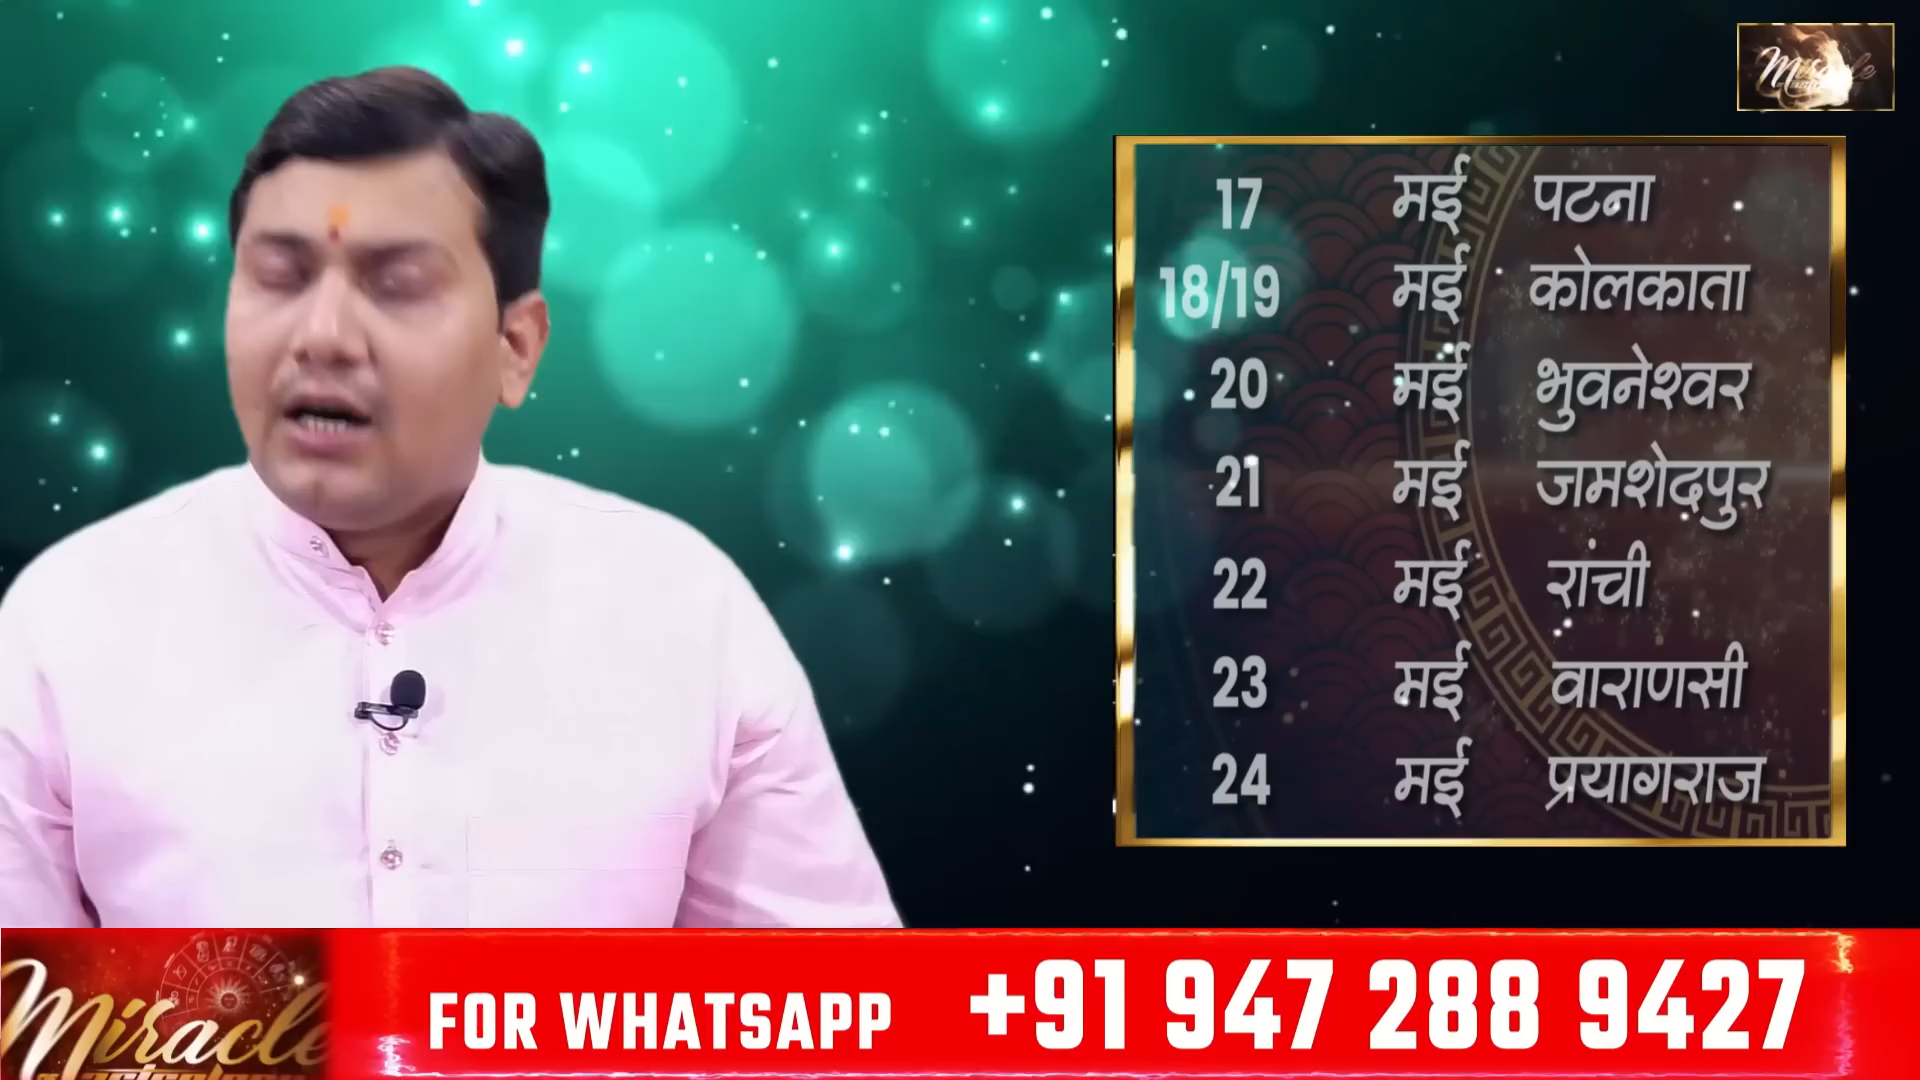 Miracle
17 मई पटना
18/19 मई कोलकाता
20 मई भुवनेश्वर
21 मई जमशेदपुर
22 मई रांची
23 मई वाराणसी
24 मई प्रयागराज
Miracle
FOR WHATSAPP +91 947 288 9427